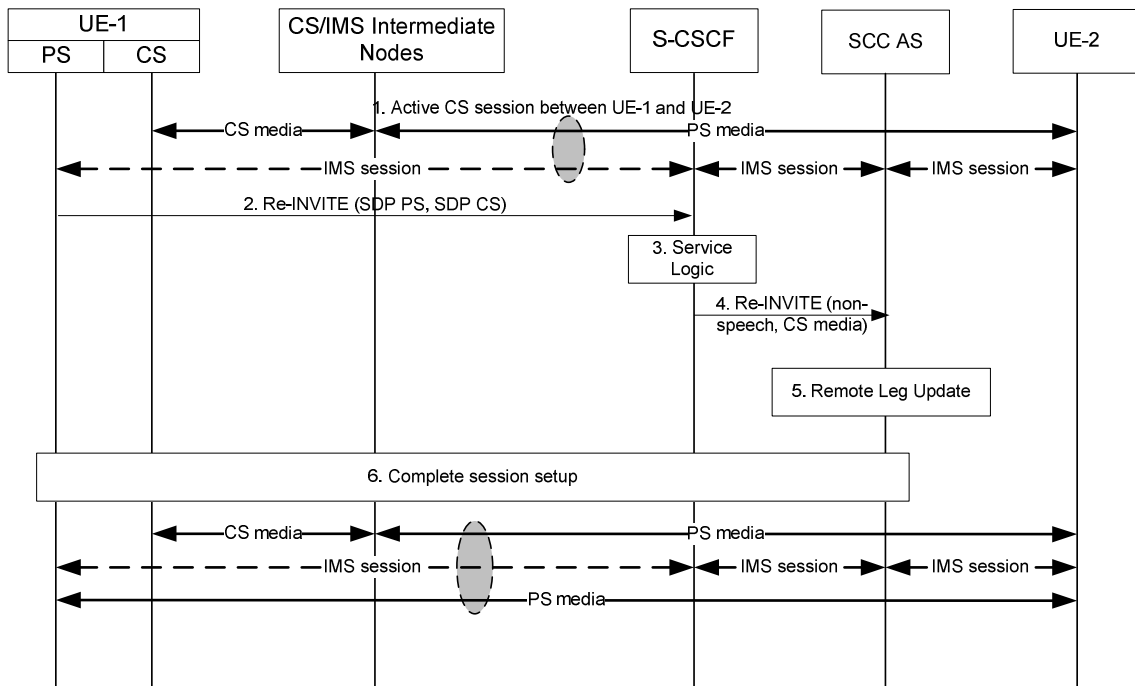 UE-1
PS
CS
CS/IMS Intermediate
Nodes
S-CSCF
SCC AS
UE-2
1. Active CS session between UE-1 and UE-2
CS media
PS media
IMS session
IMS session
IMS session
2. Re-INVITE (SDP PS, SDP CS)
3. Service
Logic
4. Re-INVITE (non-
speech, CS media)
5. Remote Leg Update
6. Complete session setup
CS media
PS media
IMS session
IMS session
IMS session
PS media